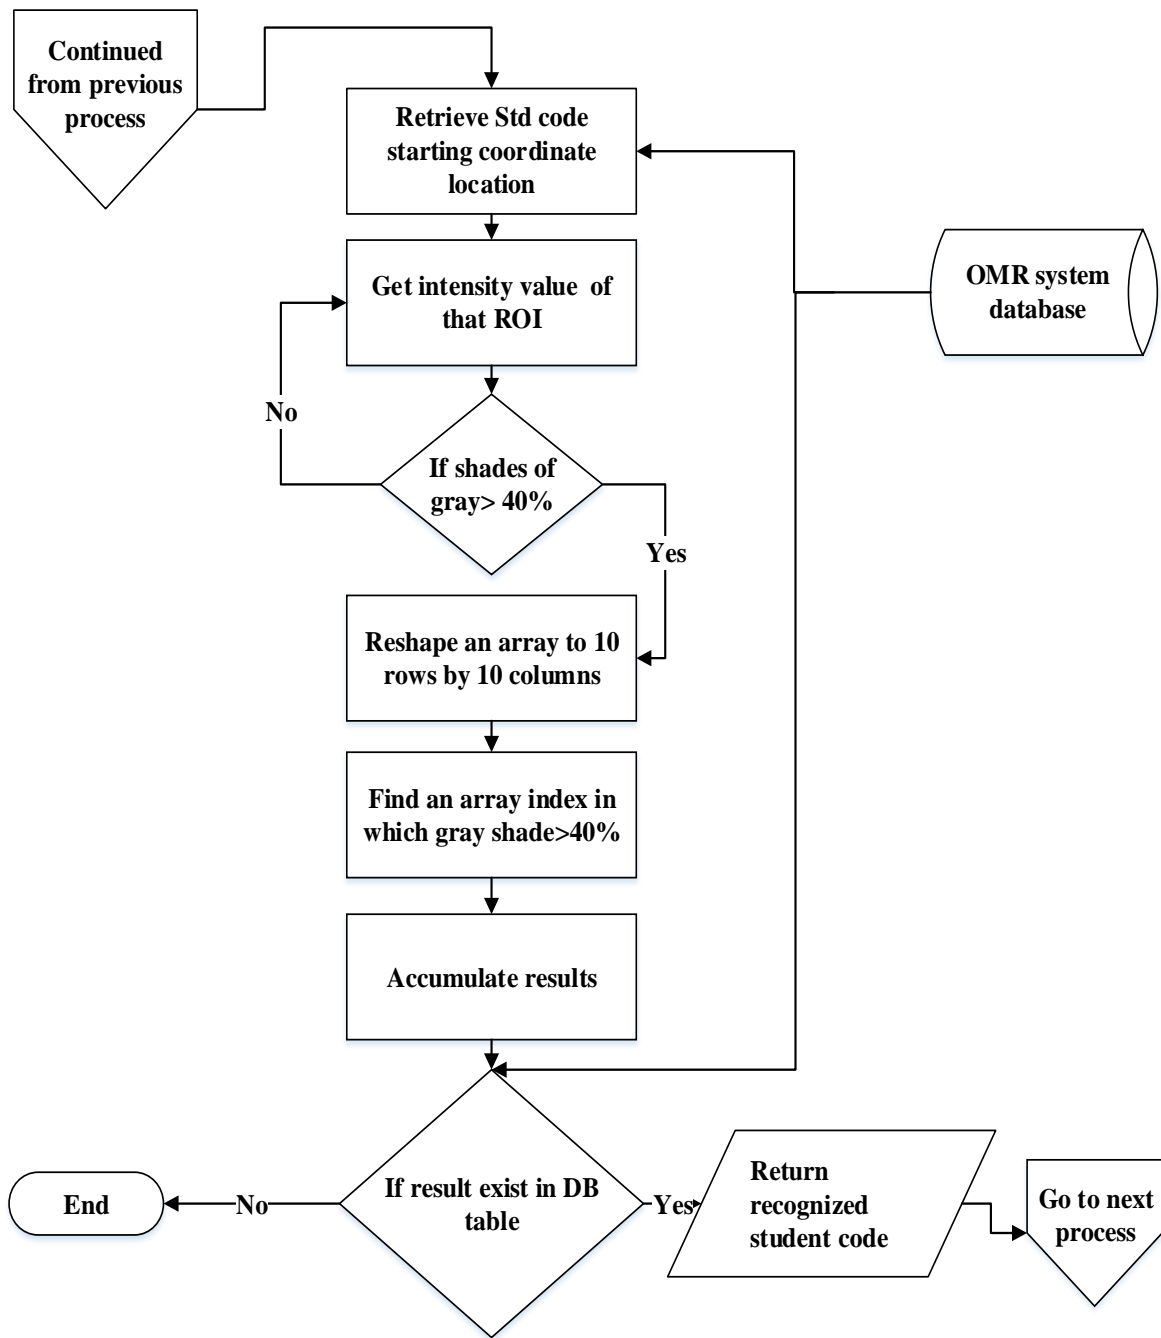 Continued
from previous
process
Retrieve Std code
starting coordinate
location
Get intensity value of
that ROI
OMR system
database
No
If shades of
gray> 40%
Yes
Reshape an array to 10
rows by 10 columns
Find an array index in
which gray shade>40%
Accumulate results
If result exist in DB
table
No
End
Yes
Return
recognized
student code
Go to next
process